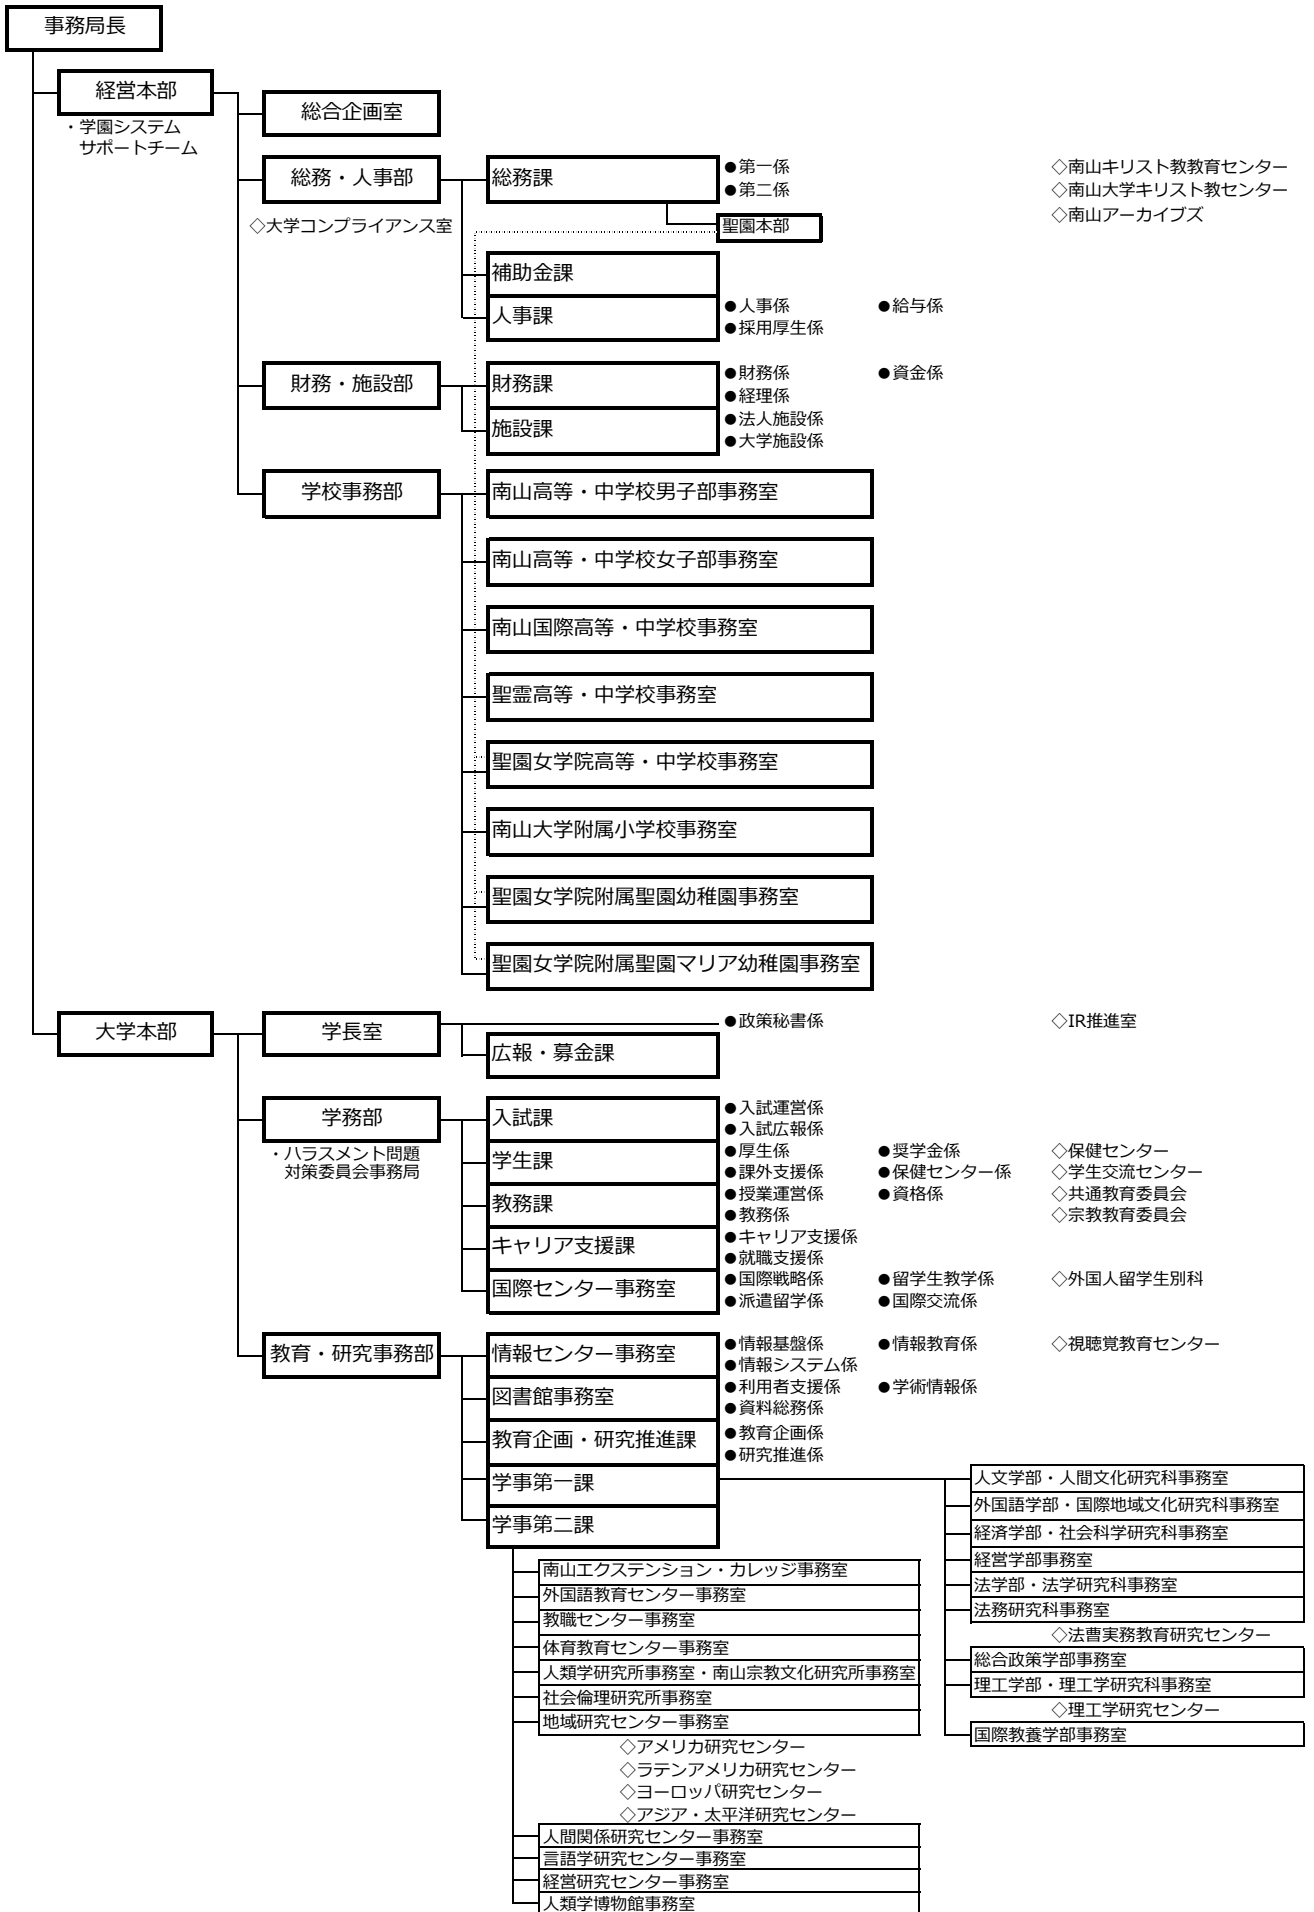 事務局長
経営本部
・学園システム
サポートチーム
総合企画室
総務・人事部
◇大学コンプライアンス室
総務課
●第一係
◇南山キリスト教教育センター
●第二係
◇南山大学キリスト教センター
◇南山アーカイブズ
聖園本部
補助金課
人事課
●人事係 ●給与係
●採用厚生係
財務・施設部
財務課
●財務係 ●資金係
●経理係
施設課
●法人施設係
●大学施設係
学校事務部
南山高等・中学校男子部事務室
南山高等・中学校女子部事務室
南山国際高等・中学校事務室
聖霊高等・中学校事務室
聖園女学院高等・中学校事務室
南山大学附属小学校事務室
聖園女学院附属聖園幼稚園事務室
聖園女学院附属聖園マリア幼稚園事務室
大学本部
学長室
●政策秘書係 ◇IR推進室
広報・募金課
学務部
・ハラスメント問題
対策委員会事務局
入試課
●入試運営係
●入試広報係
学生課
●厚生係 ●奨学金係 ◇保健センター
●課外支援係 ●保健センター係 ◇学生交流センター
教務課
●授業運営係 ●資格係 ◇共通教育委員会
●教務係 ◇宗教教育委員会
キャリア支援課
●キャリア支援係
●就職支援係
国際センター事務室
●国際戦略係 ●留学生教学係 ◇外国人留学生別科
●派遣留学係 ●国際交流係
教育・研究事務部
情報センター事務室
●情報基盤係 ●情報教育係 ◇視聴覚教育センター
●情報システム係
図書館事務室
●利用者支援係 ●学術情報係
●資料総務係
教育企画・研究推進課
●教育企画係
●研究推進係
学事第一課
人文学部・人間文化研究科事務室
外国語学部・国際地域文化研究科事務室
経済学部・社会科学研究科事務室
経営学部事務室
法学部・法学研究科事務室
法務研究科事務室
◇法曹実務教育研究センター
総合政策学部事務室
理工学部・理工学研究科事務室
◇理工学研究センター
国際教養学部事務室
学事第二課
南山エクステンション・カレッジ事務室
外国語教育センター事務室
教職センター事務室
体育教育センター事務室
人類学研究所事務室・南山宗教文化研究所事務室
社会倫理研究所事務室
地域研究センター事務室
◇アメリカ研究センター
◇ラテンアメリカ研究センター
◇ヨーロッパ研究センター
◇アジア・太平洋研究センター
人間関係研究センター事務室
言語学研究センター事務室
経営研究センター事務室
人類学博物館事務室